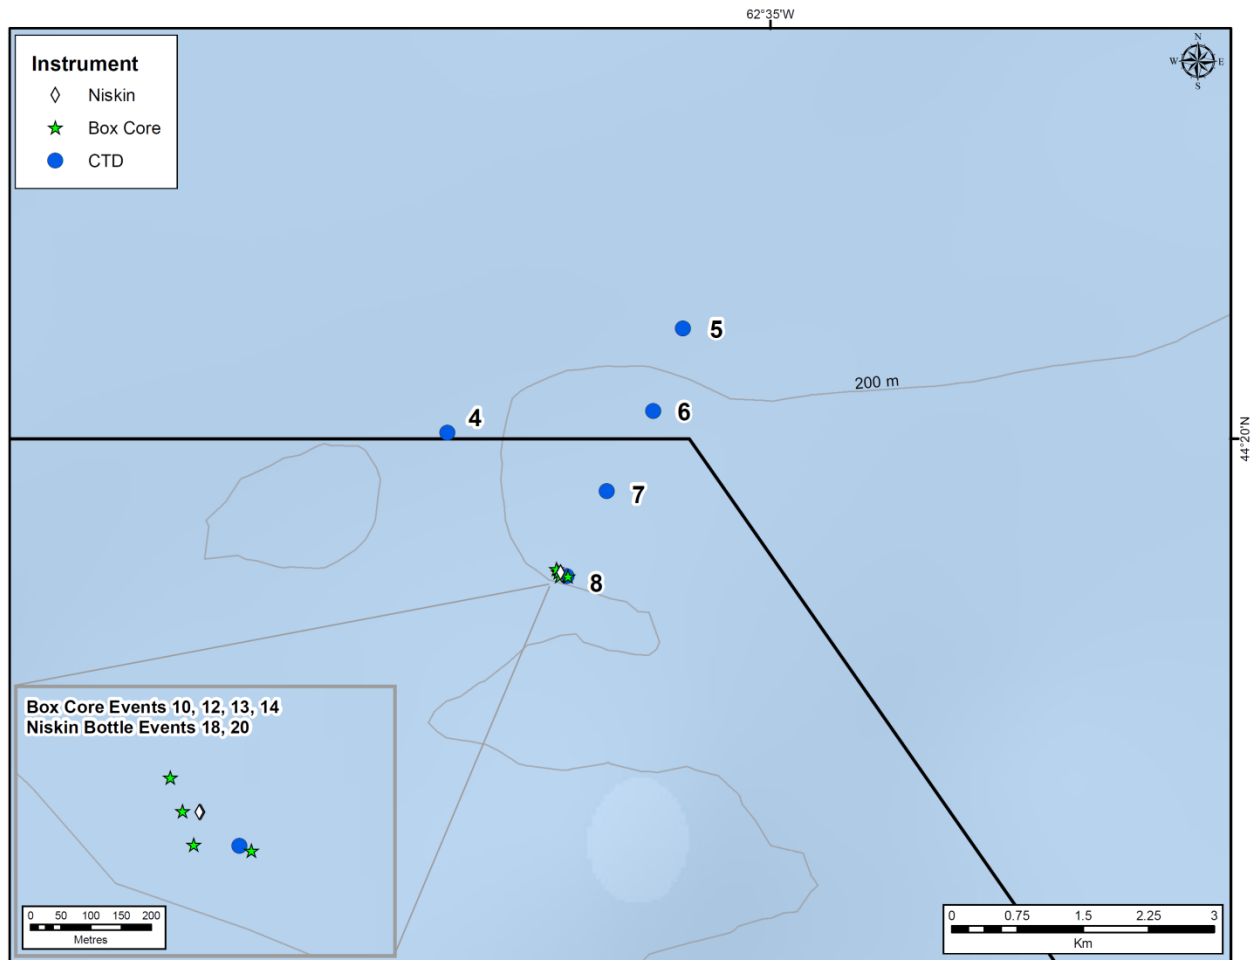 62°35'W
Instrument
Niskin
Box Core
CTD
N
W E
S
5
200 m
4
6
44°20'N
7
8
Box Core Events 10, 12, 13, 14
Niskin Bottle Events 18, 20
0 50 100 150 200
Metres
0 0.75 1.5 2.25 3
Km